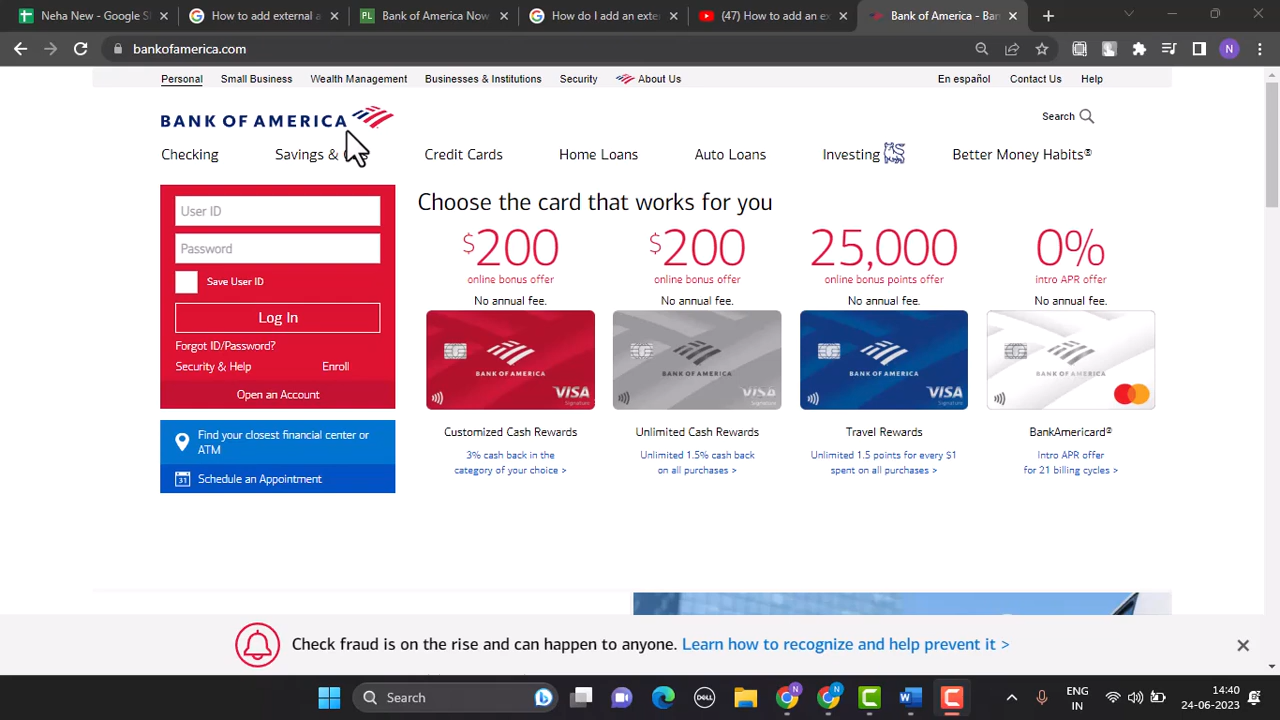 Neha New - Google S
How to add external a
Bank of America Now
How do I add an exte
(47) How to add an ex
Bank of America - Ban
bankofamerica.com
N
Personal
Small Business
Wealth Management
Businesses & Institutions
Security
About Us
En español
Contact Us
Help
BANK OF AMERICA
Search
Checking
Savings &
Credit Cards
Home Loans
Auto Loans
Investing
Better Money Habits®
User ID
Password
Save User ID
Log In
Forgot ID/Password?
Security & Help
Enroll
Open an Account
Find your closest financial center or
ATM
31
Schedule an Appointment
Choose the card that works for you
$200
online bonus offer
No annual fee.
BANK OF AMERICA
VISA
Signature
Customized Cash Rewards
3% cash back in the
category of your choice >
$200
online bonus offer
No annual fee.
BANK OF AMERICA
VISA
Signature
Unlimited Cash Rewards
Unlimited 1.5% cash back
on all purchases >
25,000
online bonus points offer
No annual fee.
BANK OF AMERICA
VISA
Signature
Travel Rewards
Unlimited 1.5 points for every $1
spent on all purchases >
0%
intro APR offer
No annual fee.
BANK OF AMERICA
BankAmericard®
Intro APR offer
for 21 billing cycles >
Check fraud is on the rise and can happen to anyone. Learn how to recognize and help prevent it >
Search
DELL
ENG
IN
14:40
24-06-2023